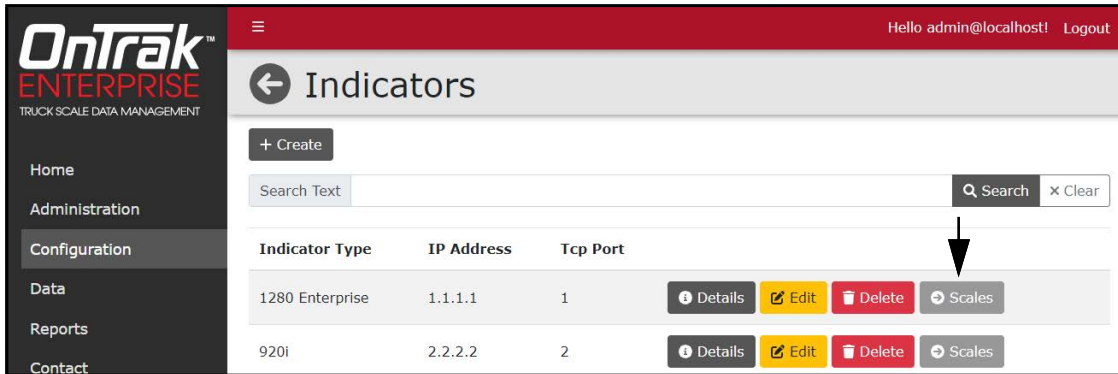 OnTrak™
ENTERPRISE
TRUCK SCALE DATA MANAGEMENT
Home
Administration
Configuration
Data
Reports
Contact
Hello admin@localhost! Logout
Indicators
+ Create
Search Text Search × Clear
Indicator Type IP Address Tcp Port
1280 Enterprise 1.1.1.1 1 Details Edit Delete Scales
920i 2.2.2.2 2 Details Edit Delete Scales